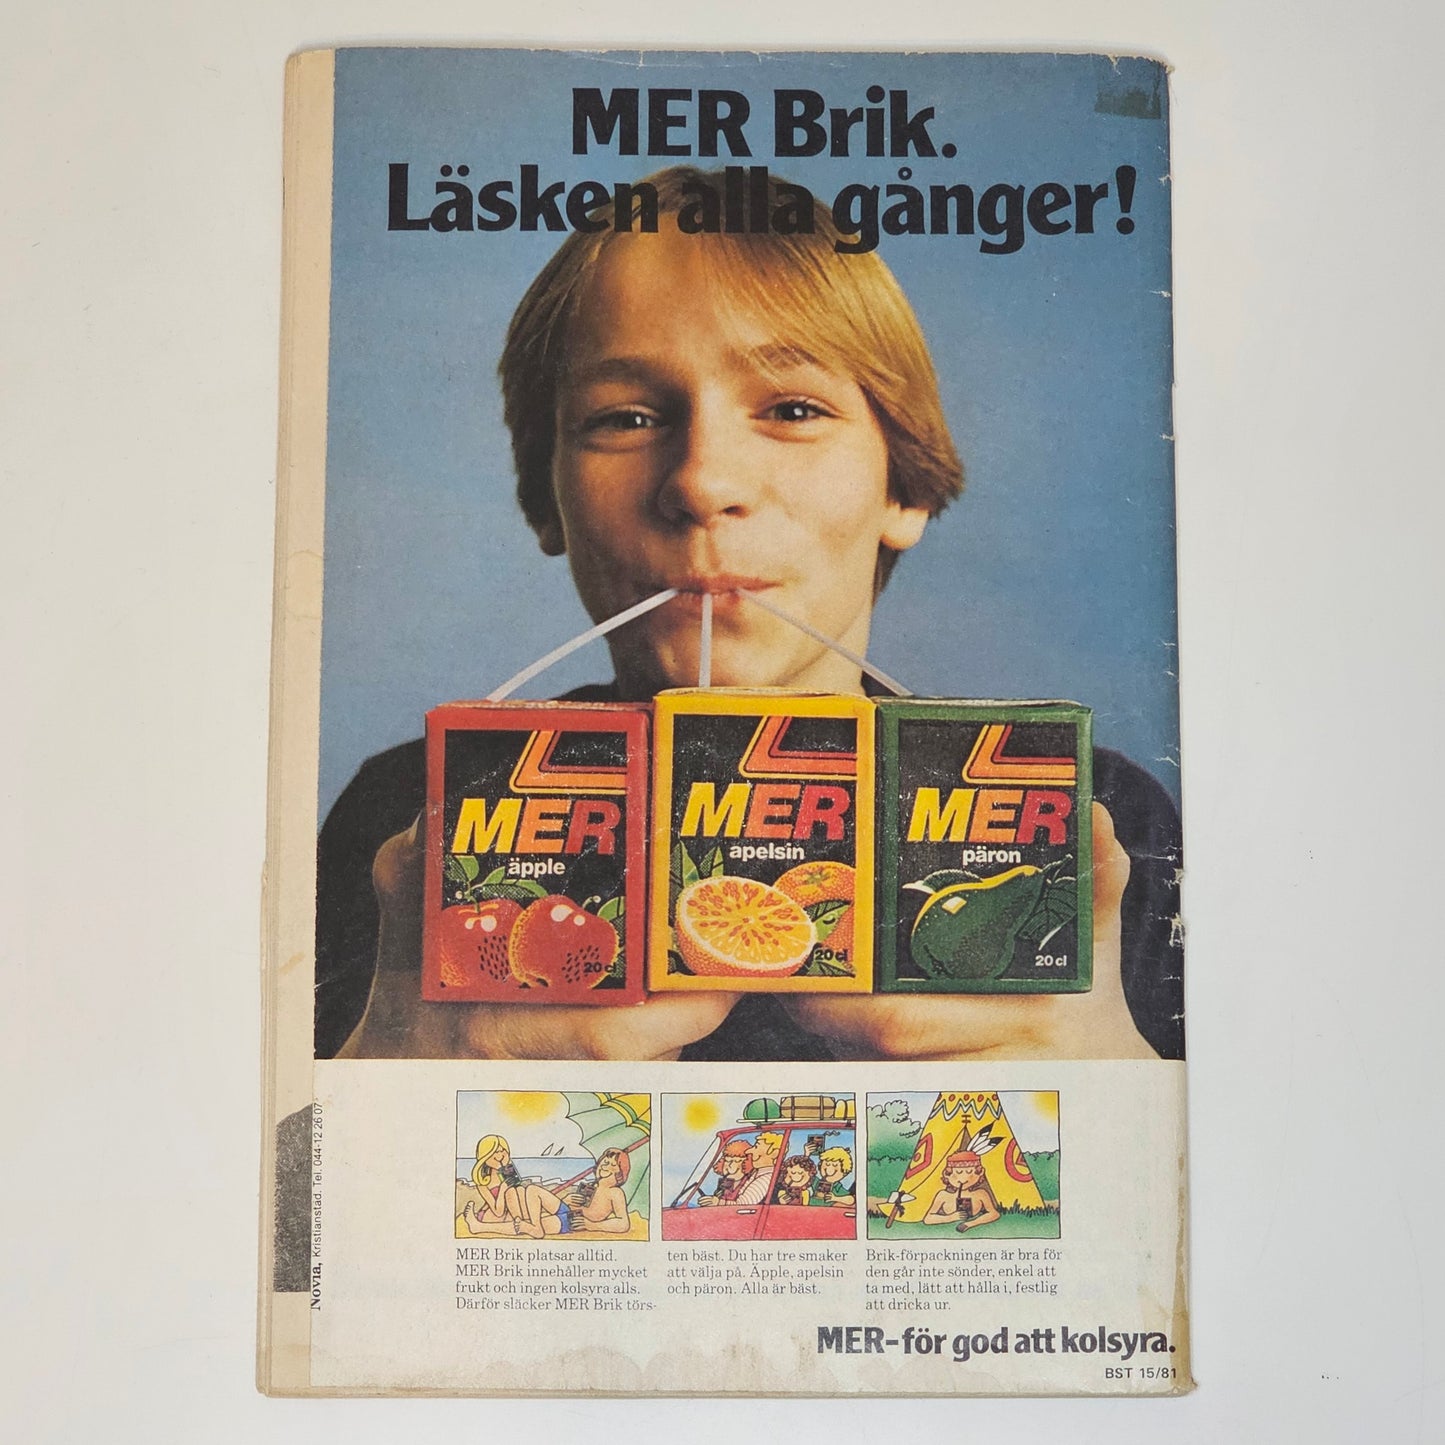 MER Brik.
Läsken alla gånger!
MER
äpple
20 cl
MER
apelsin
20 cl
MER
päron
20 cl
MER Brik platsar alltid.
MER Brik innehåller mycket
frukt och ingen kolsyra alls.
Därför släcker MER Brik törs-
ten bäst. Du har tre smaker
att välja på. Äpple, apelsin
och päron. Alla är bäst.
Brik-förpackningen är bra för
den går inte sönder, enkel att
ta med, lätt att hålla i, festlig
att dricka ur.
MER-för god att kolsyra.
BST 15/81
Novia, Kristianstad. Tel. 044-12 26 07